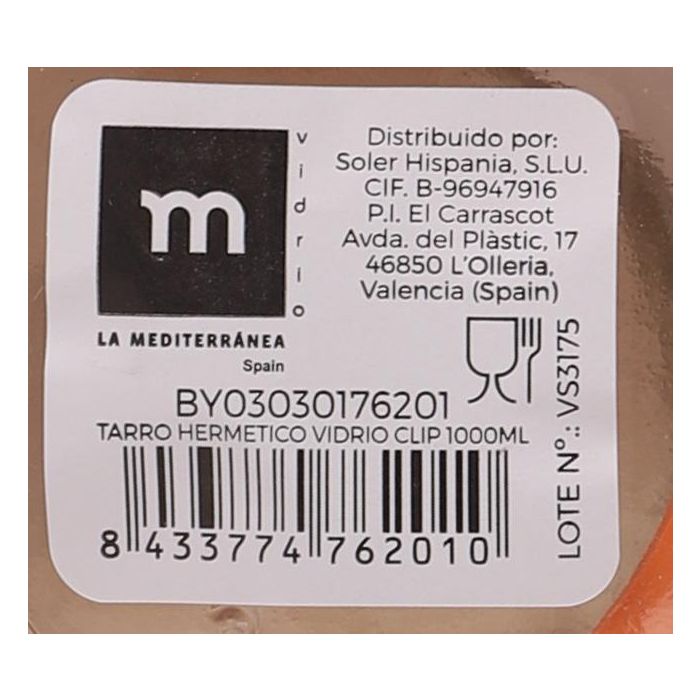 m
vidrio
LA MEDITERRÁNEA
Spain
Distribuido por:
Soler Hispania, S.L.U.
CIF. B-96947916
P.I. El Carrascot
Avda. del Plàstic, 17
46850 L'Olleria,
Valencia (Spain)
BY03030176201
TARRO HERMETICO VIDRIO CLIP 1000ML
8 433774 762010
LOTE Nº.: VS3175